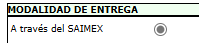 MODALIDAD DE ENTREGA
A través del SAIMEX